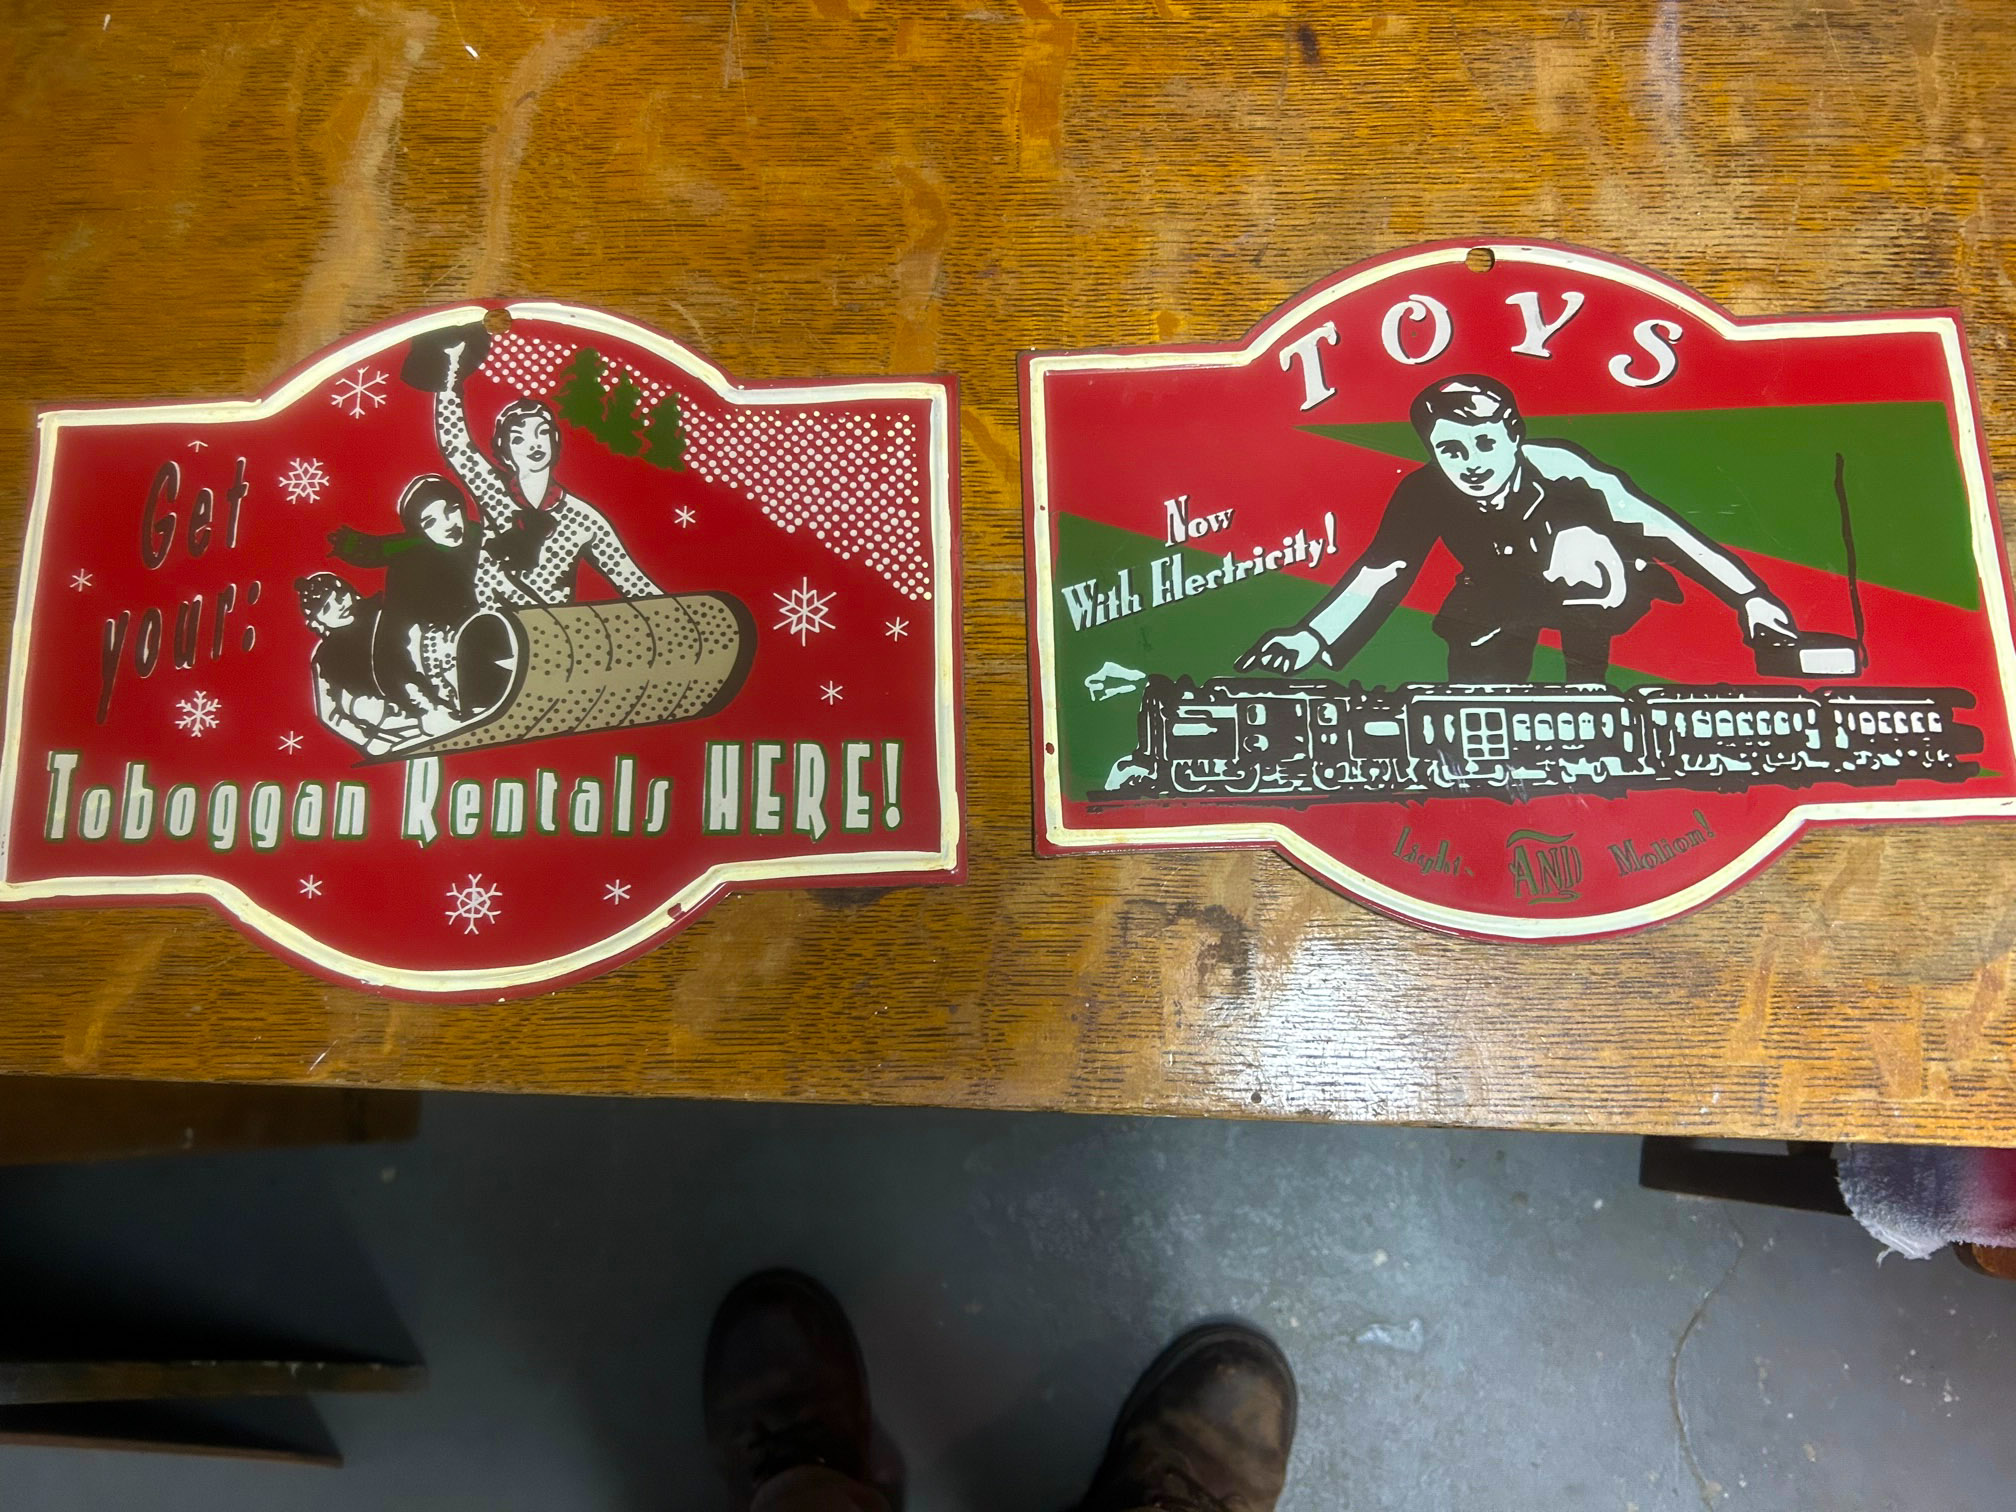 Get
your:
Toboggan Rentals HERE!
TOYS
Now
With Electricity!
Light AND Motion!